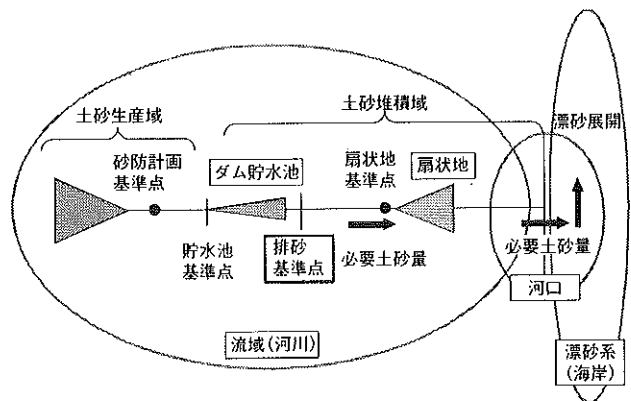 土砂堆積域
土砂生産域
漂砂展開
砂防計画
基準点
ダム貯水池
扇状地
基準点
扇状地
貯水池
基準点
排砂
基準点
必要土砂量
必要土砂量
河口
流域(河川)
漂砂系
(海岸)